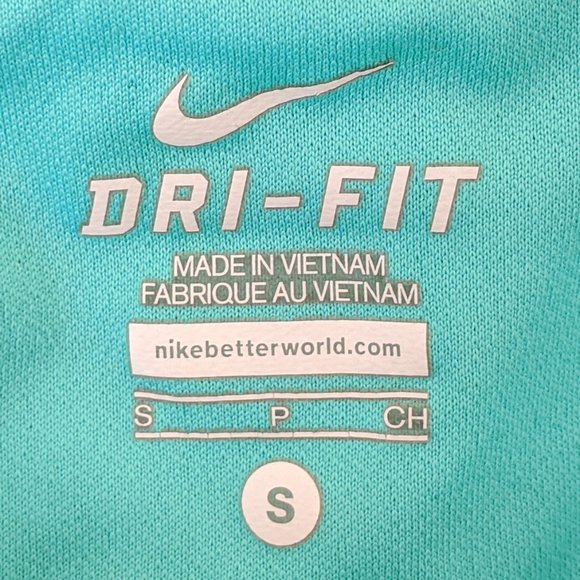 DRI-FIT
MADE IN VIETNAM
FABRIQUE AU VIETNAM
nikebetterworld.com
S P CH
S